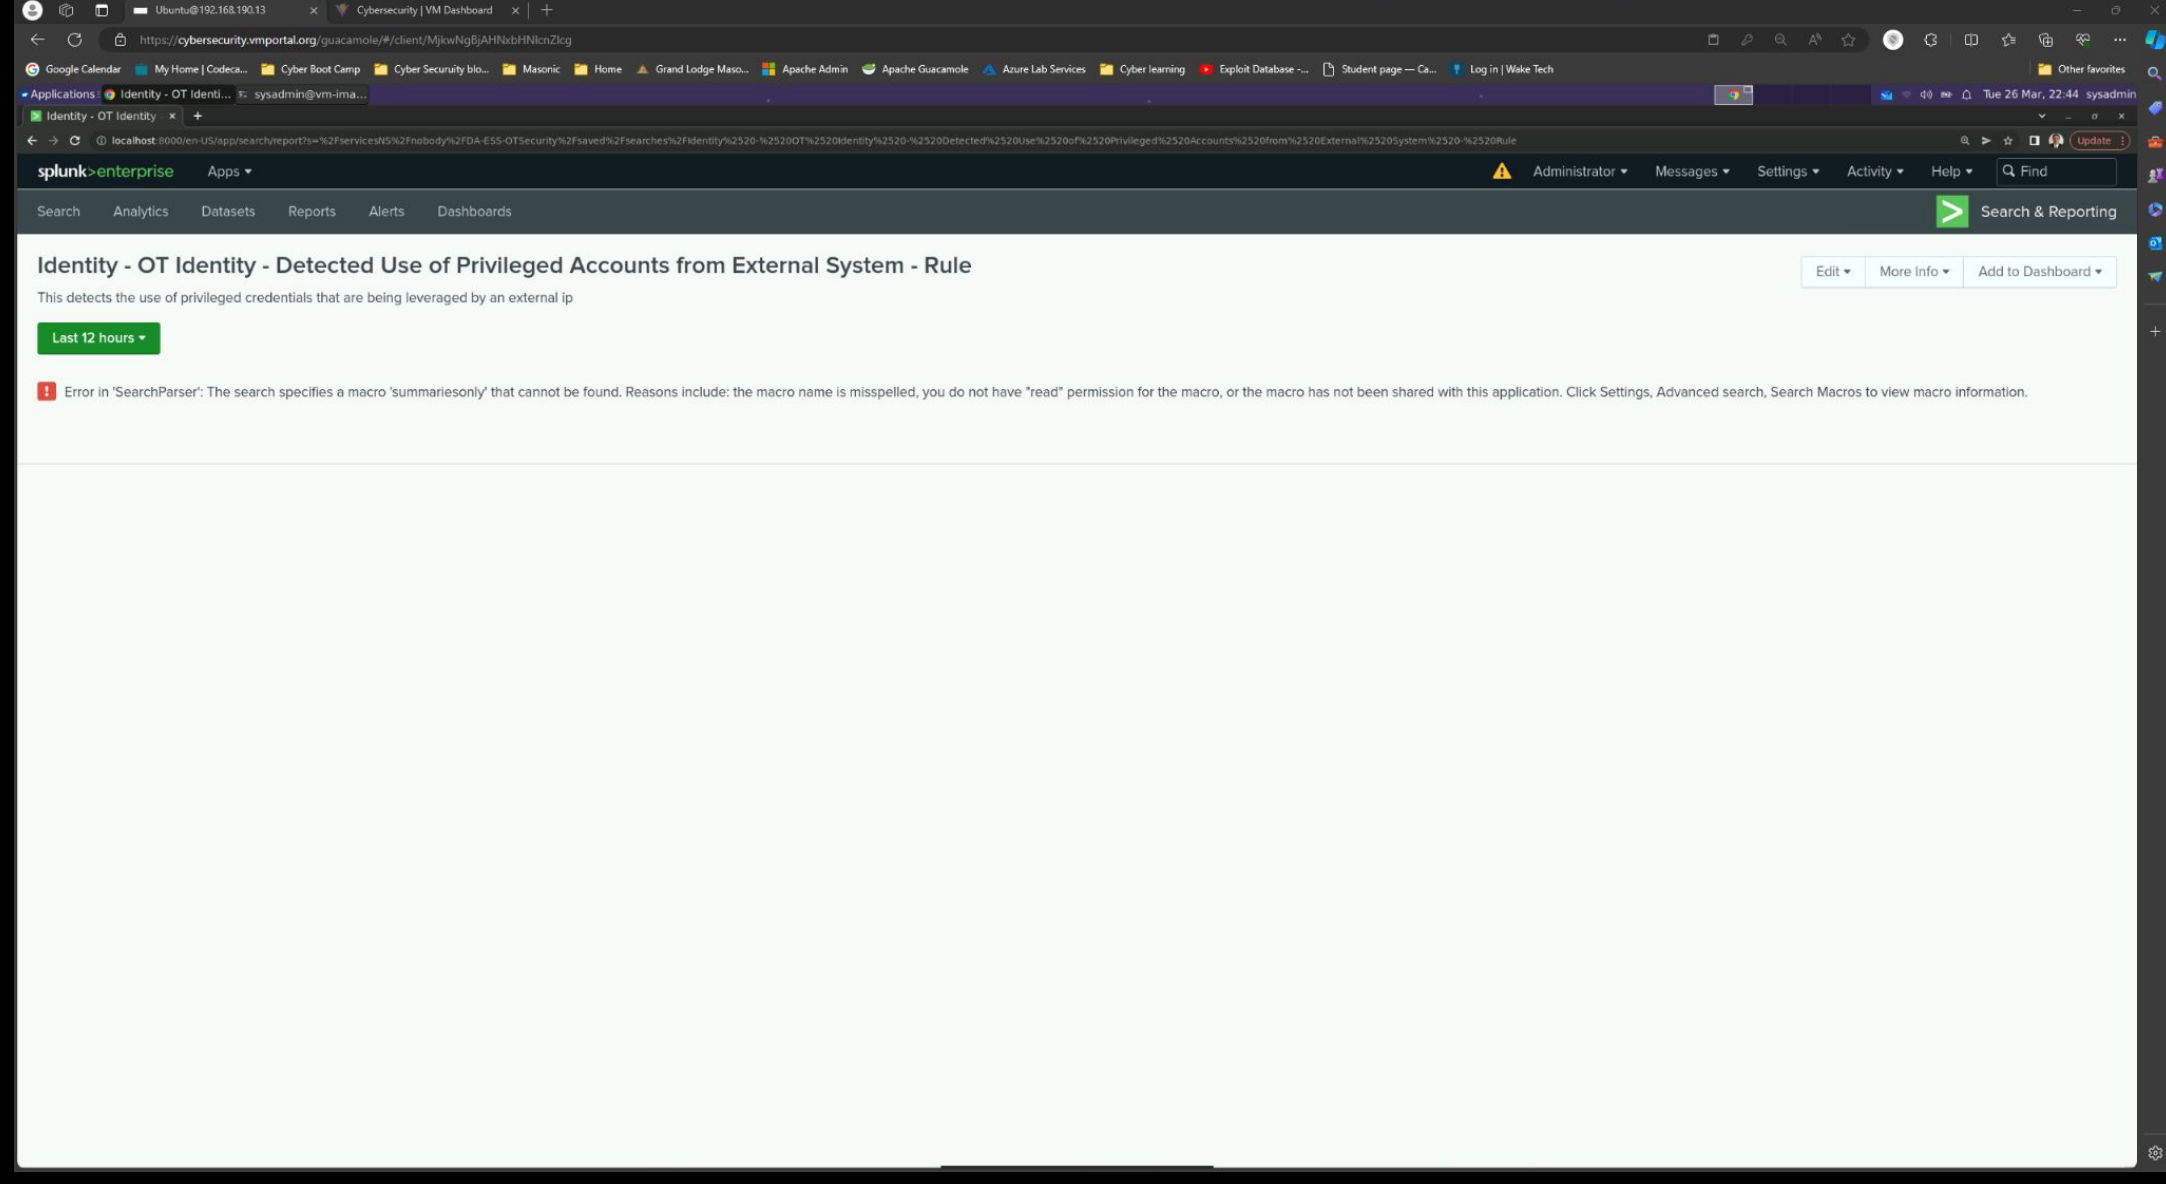 Ubuntu@192.168.190.13
Cybersecurity | VM Dashboard
https://cybersecurity.vmportal.org/guacamole/#/client/MjkwNgBjAHNxbHNlcnZlcg
Google Calendar My Home | Codeca... Cyber Boot Camp Cyber Securuity blo... Masonic Home Grand Lodge Maso... Apache Admin Apache Guacamole Azure Lab Services Cyber learning Exploit Database -... Student page — Ca... Log in | Wake Tech Other favorites
Applications Identity - OT Identi... sysadmin@vm-ima... Tue 26 Mar, 22:44 sysadmin
Identity - OT Identity -
localhost:8000/en-US/app/search/report?s=%2FservicesNS%2Fnobody%2FDA-ESS-OTSecurity%2Fsaved%2Fsearches%2FIdentity%2520-%2520OT%2520Identity%2520-%2520Detected%2520Use%2520of%2520Privileged%2520Accounts%2520from%2520External%2520System%2520-%2520Rule Update
splunk>enterprise Apps Administrator Messages Settings Activity Help Find
Search Analytics Datasets Reports Alerts Dashboards Search & Reporting
Identity - OT Identity - Detected Use of Privileged Accounts from External System - Rule
Edit More Info Add to Dashboard
This detects the use of privileged credentials that are being leveraged by an external ip
Last 12 hours
Error in 'SearchParser': The search specifies a macro 'summariesonly' that cannot be found. Reasons include: the macro name is misspelled, you do not have "read" permission for the macro, or the macro has not been shared with this application. Click Settings, Advanced search, Search Macros to view macro information.